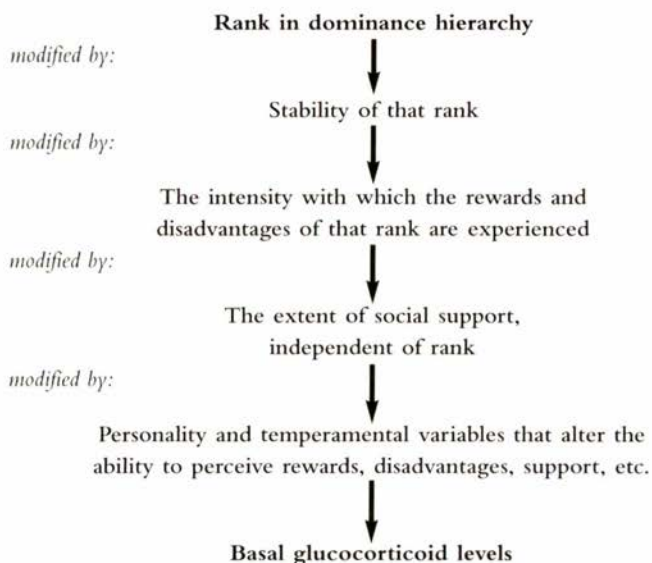 Rank in dominance hierarchy
modified by:
Stability of that rank
modified by:
The intensity with which the rewards and
disadvantages of that rank are experienced
modified by:
The extent of social support,
independent of rank
modified by:
Personality and temperamental variables that alter the
ability to perceive rewards, disadvantages, support, etc.
Basal glucocorticoid levels